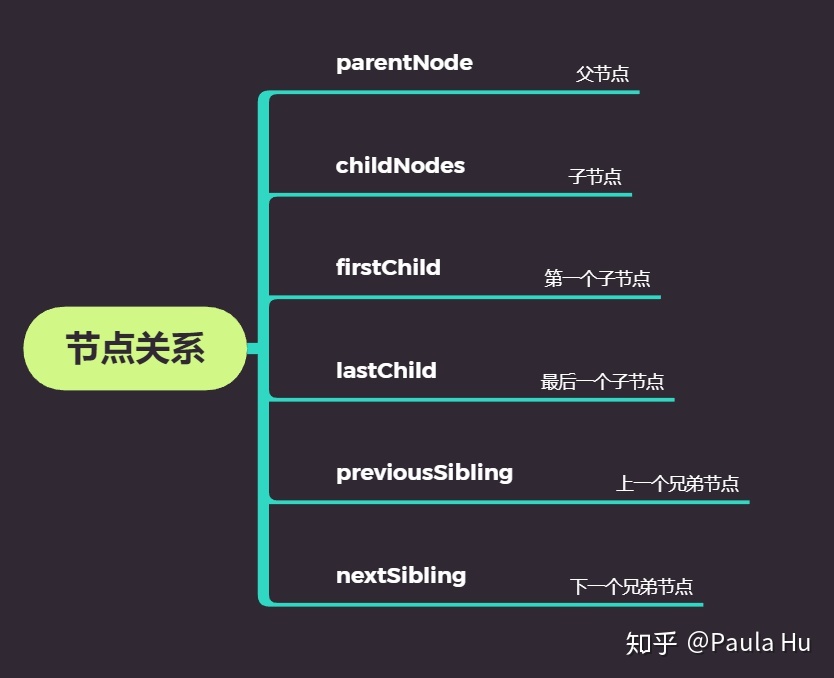 节点关系
parentNode 父节点
childNodes 子节点
firstChild 第一个子节点
lastChild 最后一个子节点
previousSibling 上一个兄弟节点
nextSibling 下一个兄弟节点
知乎 @Paula Hu